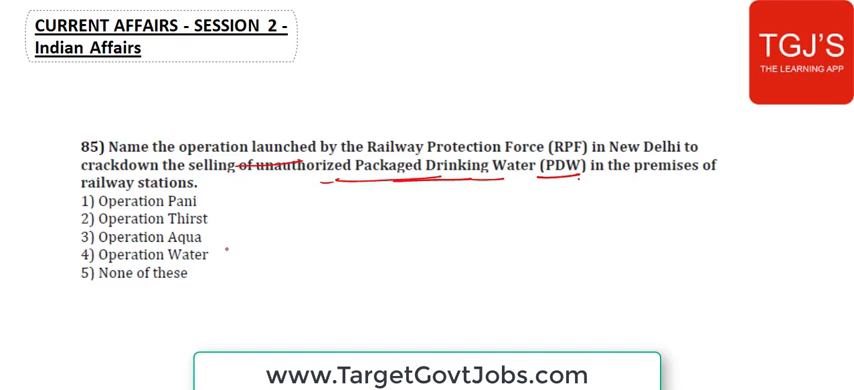 CURRENT AFFAIRS - SESSION 2 -
Indian Affairs
TGJ'S
THE LEARNING APP
85) Name the operation launched by the Railway Protection Force (RPF) in New Delhi to
crackdown the selling of unauthorized Packaged Drinking Water (PDW) in the premises of
railway stations.
1) Operation Pani
2) Operation Thirst
3) Operation Aqua
4) Operation Water
5) None of these
www.TargetGovtJobs.com